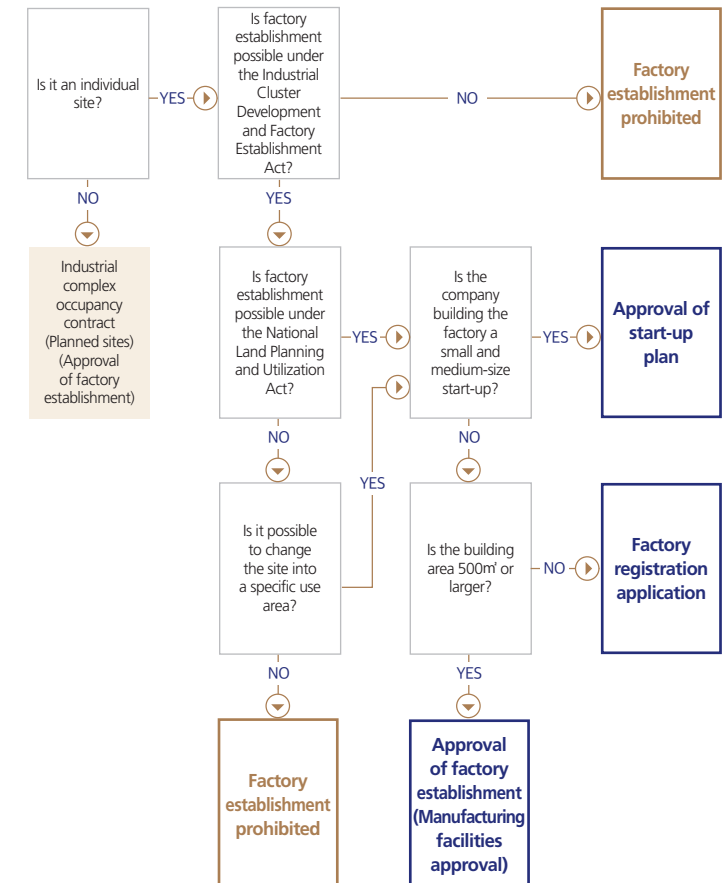 Is it an individual
site?
YES
Is factory
establishment
possible under
the Industrial
Cluster
Development
and Factory
Establishment
Act?
NO
Factory
establishment
prohibited
NO
YES
Industrial
complex
occupancy
contract
(Planned sites)
(Approval
of factory
establishment)
Is factory
establishment
possible under
the National
Land Planning
and Utilization
Act?
YES
Is the
company
building the
factory a
small and
medium-size
start-up?
YES
Approval of
start-up
plan
NO
NO
YES
Is it possible
to change
the site into
a specific use
area?
Is the building
area 500㎡ or
larger?
NO
Factory
registration
application
NO
YES
Factory
establishment
prohibited
Approval
of factory
establishment
(Manufacturing
facilities
approval)